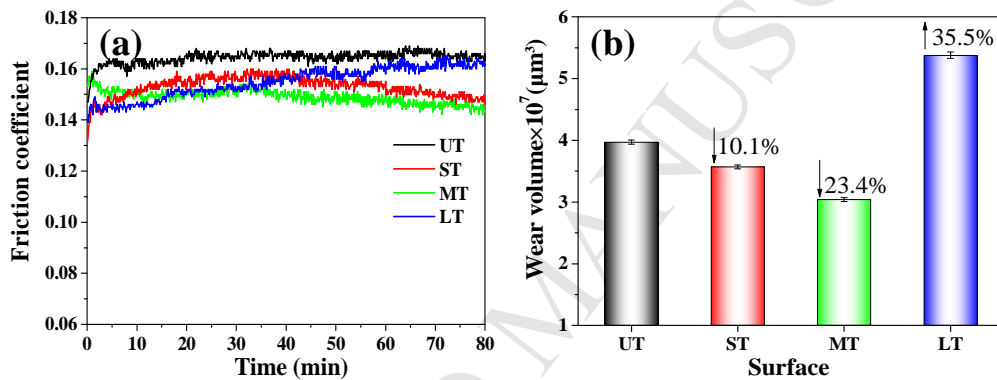 (a)
Friction coefficient
0.18
0.16
0.14
0.12
0.10
0.08
0.06
UT
ST
MT
LT
0 10 20 30 40 50 60 70 80
Time (min)
(b)
Wear volume×10⁷(μm³)
6
5
4
3
2
1
10.1%
23.4%
35.5%
UT ST MT LT
Surface